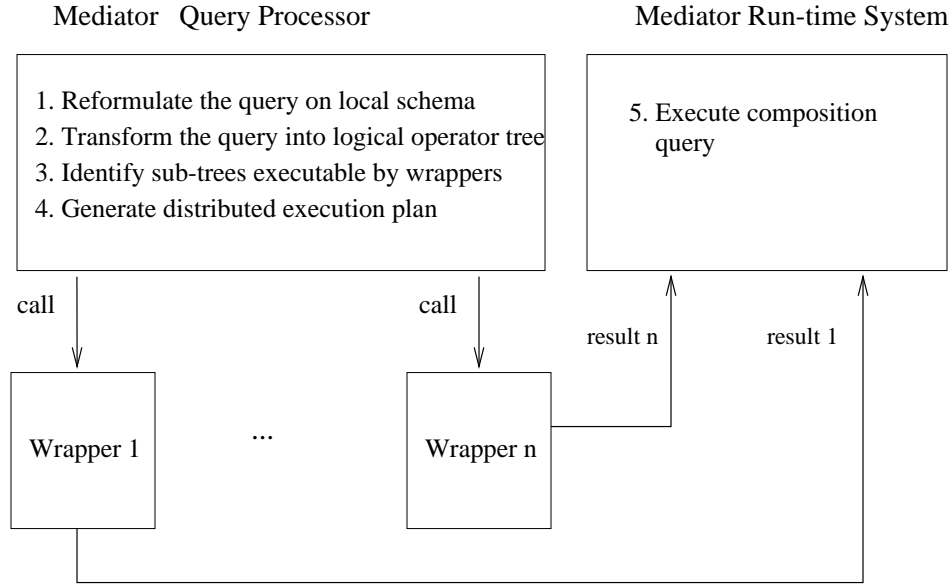 Mediator Query Processor
Mediator Run-time System
1. Reformulate the query on local schema
2. Transform the query into logical operator tree
3. Identify sub-trees executable by wrappers
4. Generate distributed execution plan
5. Execute composition
query
call
call
result n
result 1
Wrapper 1
...
Wrapper n